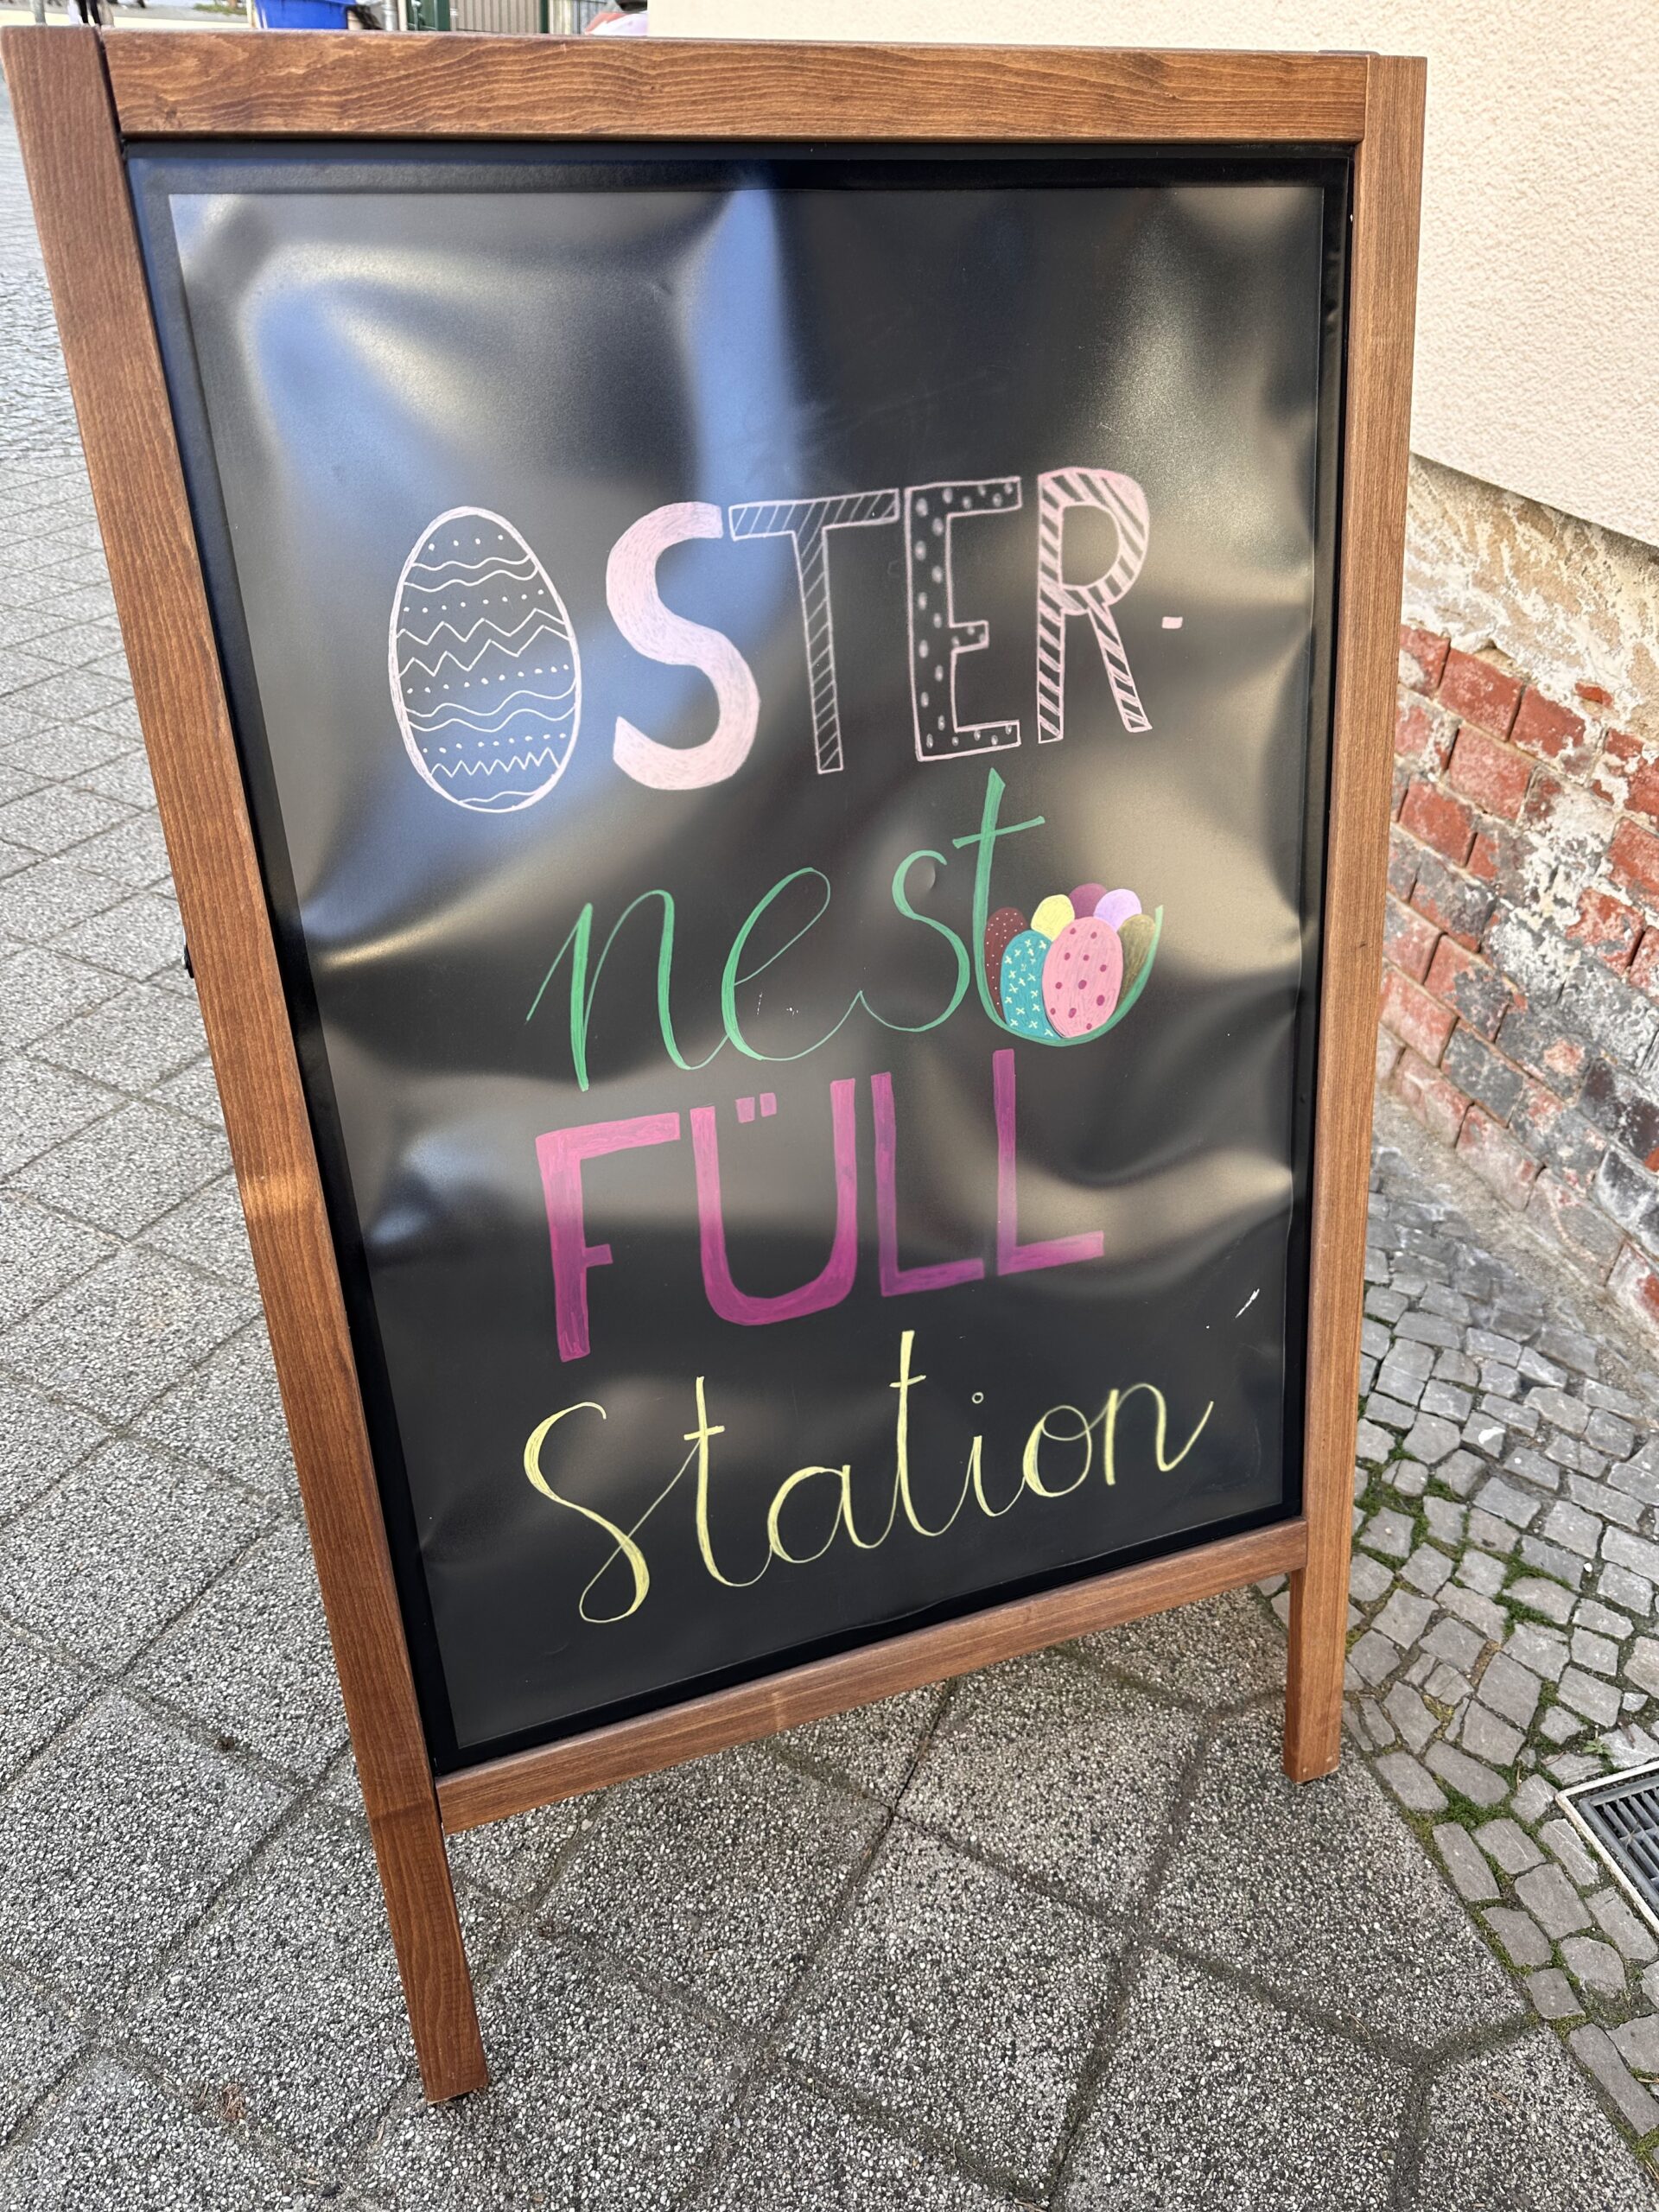 OSTER-
nest
FÜLL
Station